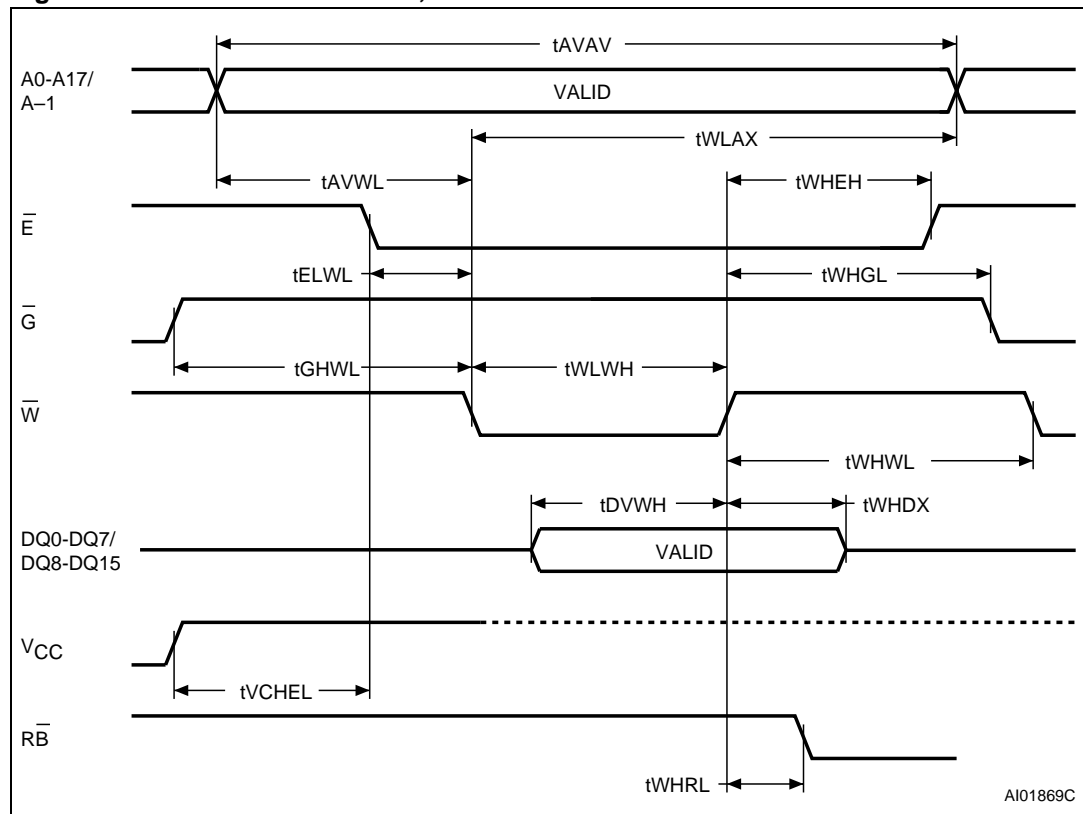 tAVAV
A0-A17/
A–1
VALID
tWLAX
tAVWL
tWHEH
E̅
tELWL
tWHGL
G̅
tGHWL
tWLWH
W̅
tWHWL
tDVWH
tWHDX
DQ0-DQ7/
DQ8-DQ15
VALID
VCC
tVCHEL
RB̅
tWHRL
AI01869C